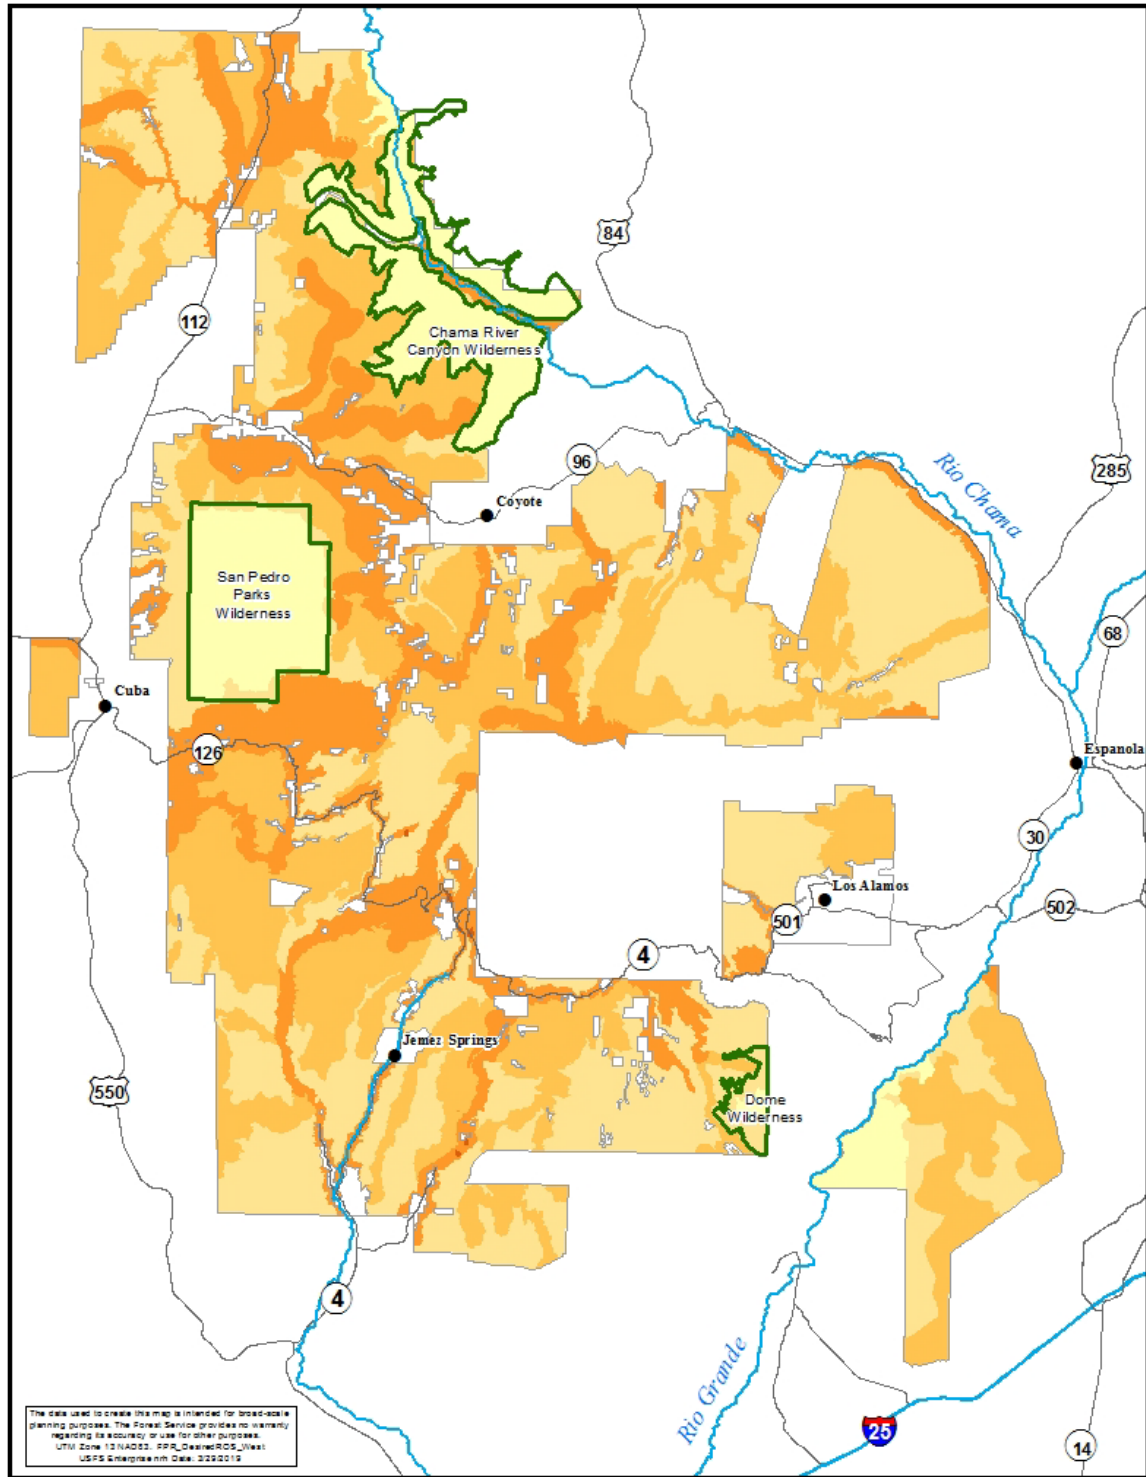 84
112
Chama River
Canyon Wilderness
96
Coyote
Rio Chama
285
San Pedro
Parks
Wilderness
68
Cuba
126
Espanola
30
Los Alamos
501
502
4
Jemez Springs
550
Dome
Wilderness
4
Rio Grande
25
14
The data used to create this map is intended for broad-scale
planning purposes. The Forest Service provides no warranty
regarding its accuracy or use for other purposes.
UTM Zone 13 NAD83. FPR_DesiredROS_West
USFS Enterprise nrh Date: 3/29/2019